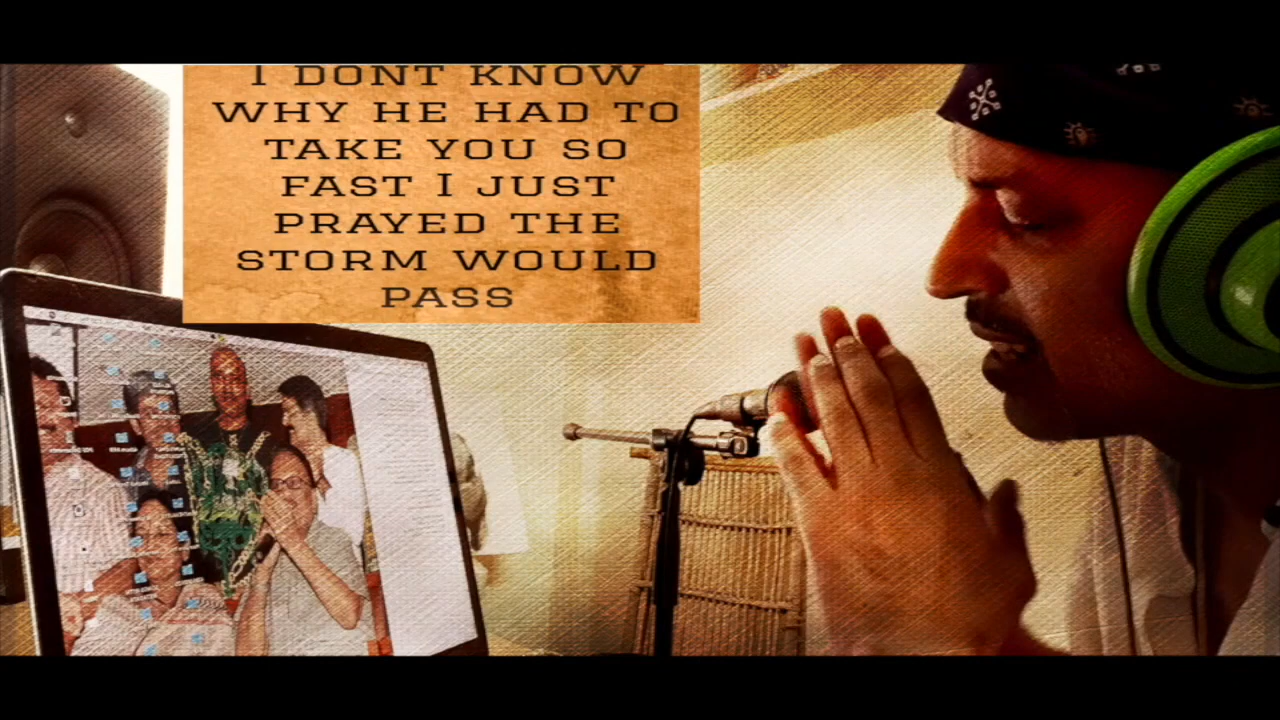 I DONT KNOW
WHY HE HAD TO
TAKE YOU SO
FAST I JUST
PRAYED THE
STORM WOULD
PASS